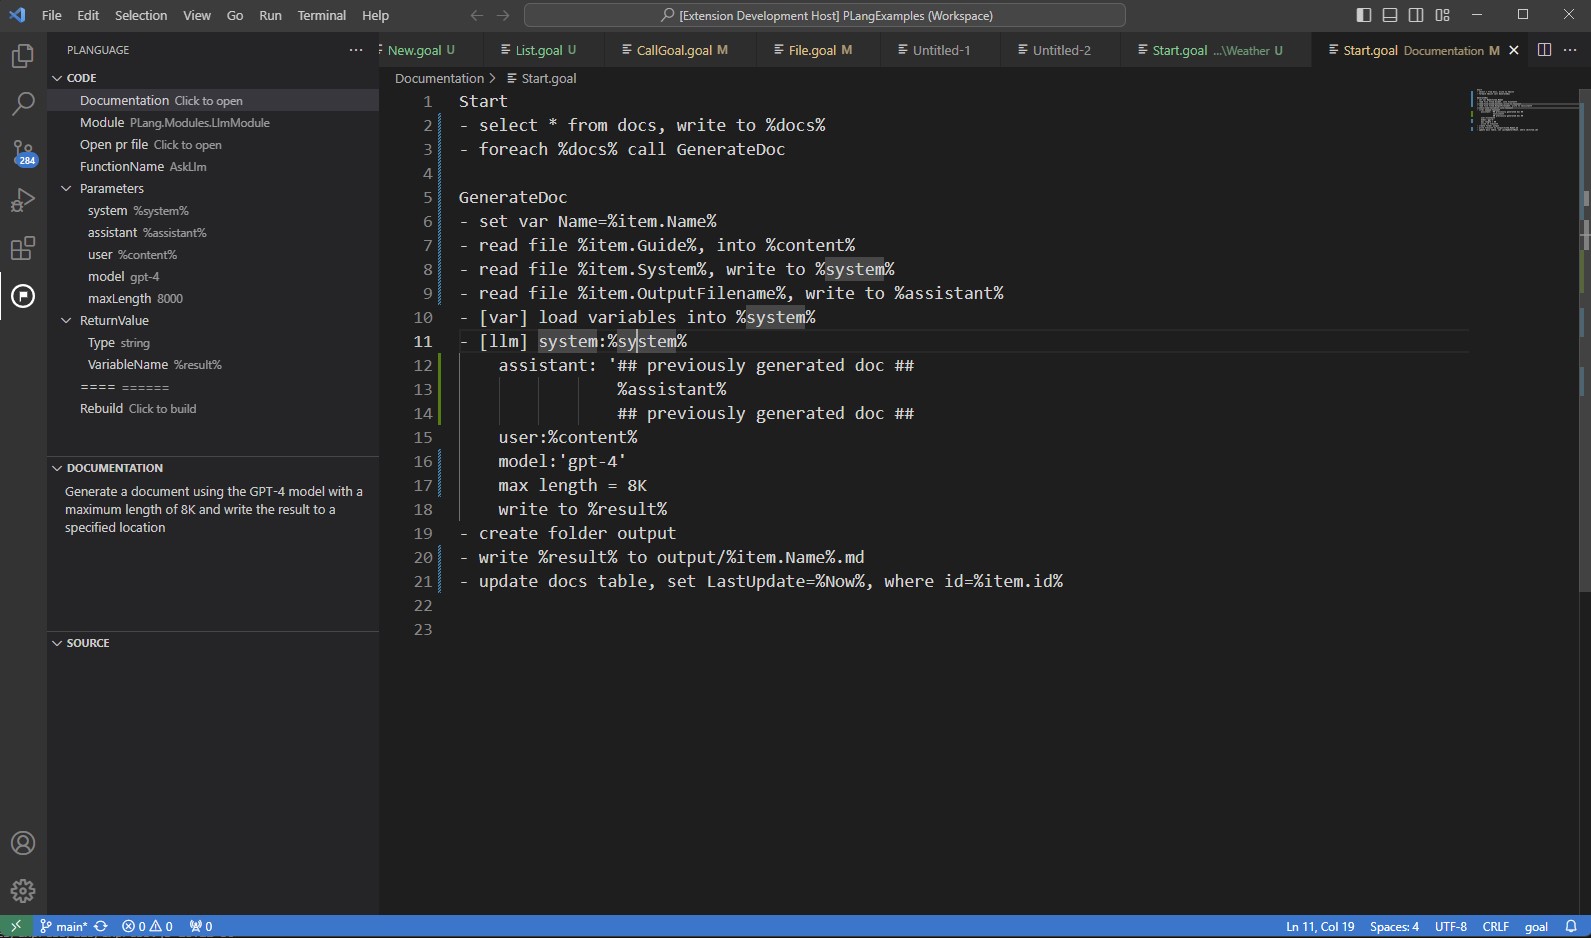 File Edit Selection View Go Run Terminal Help
[Extension Development Host] PLangExamples (Workspace)
PLANGUAGE
New.goal U
List.goal U
CallGoal.goal M
File.goal M
Untitled-1
Untitled-2
Start.goal ...\Weather U
Start.goal Documentation M
Documentation > Start.goal
CODE
Documentation Click to open
Module PLang.Modules.LlmModule
Open pr file Click to open
FunctionName AskLlm
Parameters
system %system%
assistant %assistant%
user %content%
model gpt-4
maxLength 8000
ReturnValue
Type string
VariableName %result%
==== ======
Rebuild Click to build
284
DOCUMENTATION
Generate a document using the GPT-4 model with a
maximum length of 8K and write the result to a
specified location
SOURCE
1 Start
2 - select * from docs, write to %docs%
3 - foreach %docs% call GenerateDoc
4
5 GenerateDoc
6 - set var Name=%item.Name%
7 - read file %item.Guide%, into %content%
8 - read file %item.System%, write to %system%
9 - read file %item.OutputFilename%, write to %assistant%
10 - [var] load variables into %system%
11 - [llm] system:%system%
12 assistant: '## previously generated doc ##
13 %assistant%
14 ## previously generated doc ##
15 user:%content%
16 model:'gpt-4'
17 max length = 8K
18 write to %result%
19 - create folder output
20 - write %result% to output/%item.Name%.md
21 - update docs table, set LastUpdate=%Now%, where id=%item.id%
22
23
main* 0 0 0
Ln 11, Col 19 Spaces: 4 UTF-8 CRLF goal